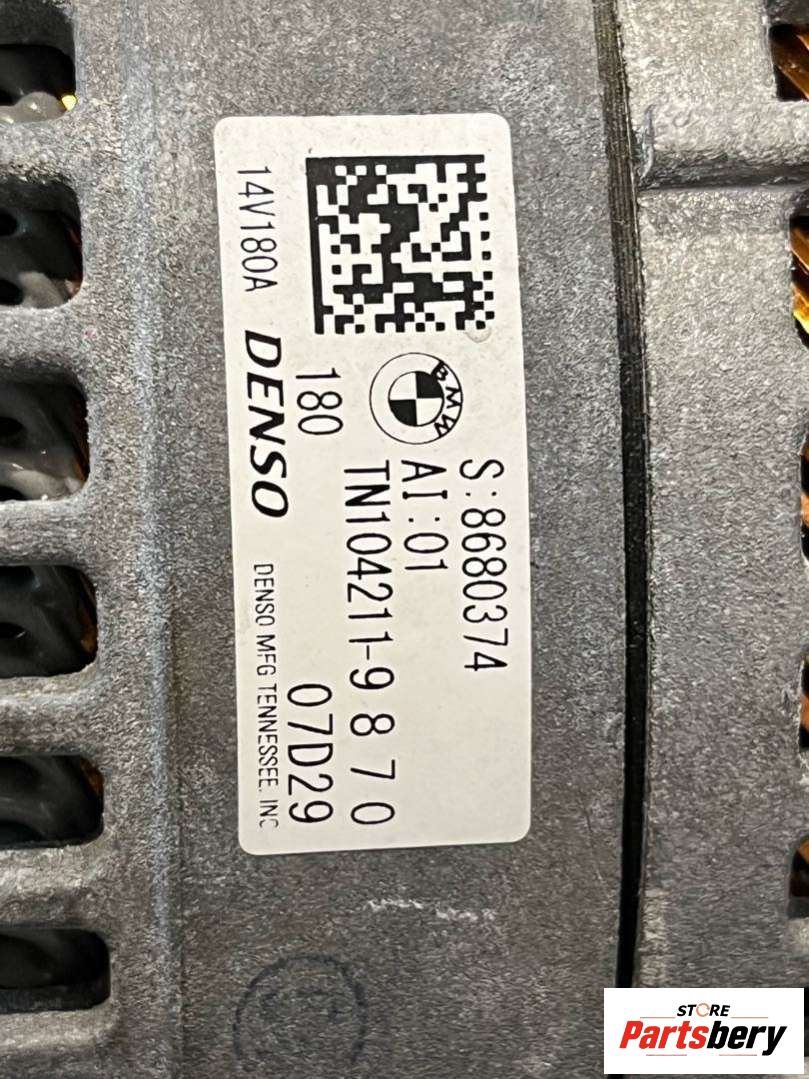 S:8680374
AI:01
BMW
TN104211-9870
180
07D29
14V180A
DENSO
DENSO MFG TENNESSEE, INC
STORE
Partsbery